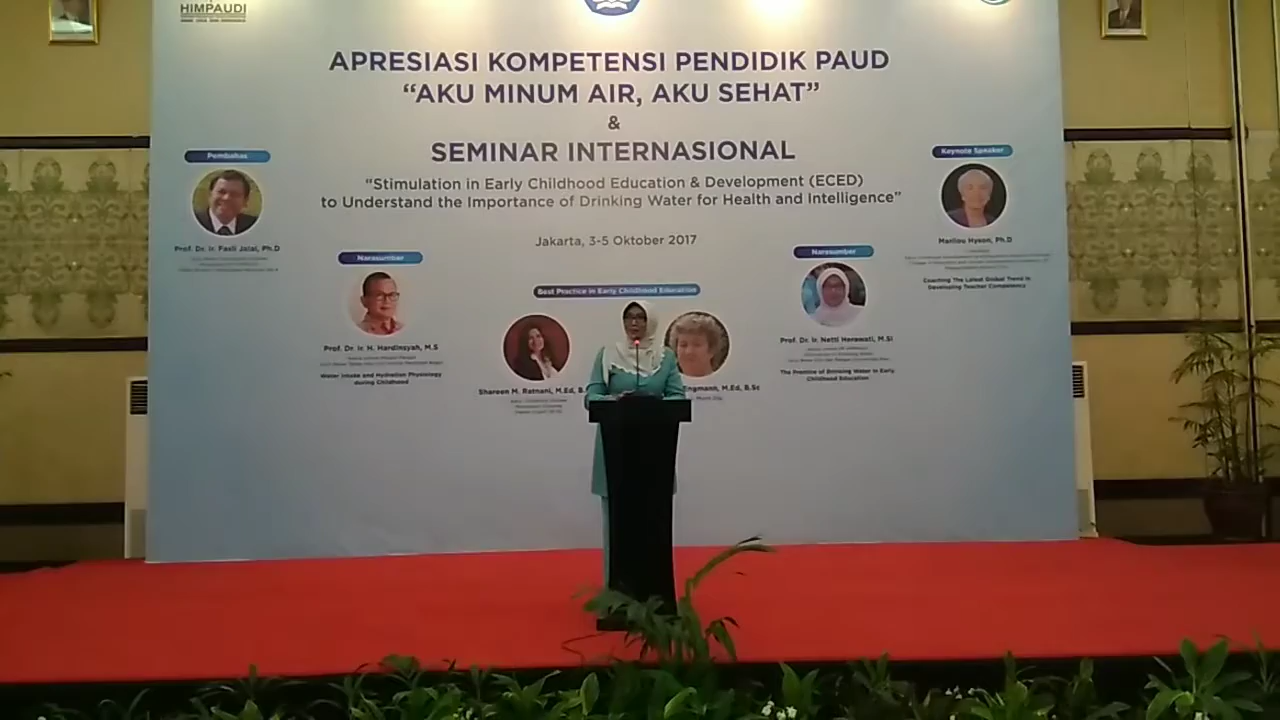 HIMPAUDI
APRESIASI KOMPETENSI PENDIDIK PAUD
“AKU MINUM AIR, AKU SEHAT”
&
SEMINAR INTERNASIONAL
“Stimulation in Early Childhood Education & Development (ECED)
to Understand the Importance of Drinking Water for Health and Intelligence”
Jakarta, 3-5 Oktober 2017
Pembahas
Prof. Dr. Ir. Fasli Jalal, Ph.D
Keynote Speaker
Marilou Hyson, Ph.D
Coaching The Latest Global Trend in
Developing Teacher Competency
Narasumber
Prof. Dr. Ir. H. Hardinsyah, M.S
Water Intake and Hydration Physiology
during Childhood
Narasumber
Prof. Dr. Ir. Netti Herawati, M.Si
The Promotion of Drinking Water in Early
Childhood Education
Best Practice in Early Childhood Education
Shareen M. Ratnani, M.Ed, B.
Engmann, M.Ed, B.Sc